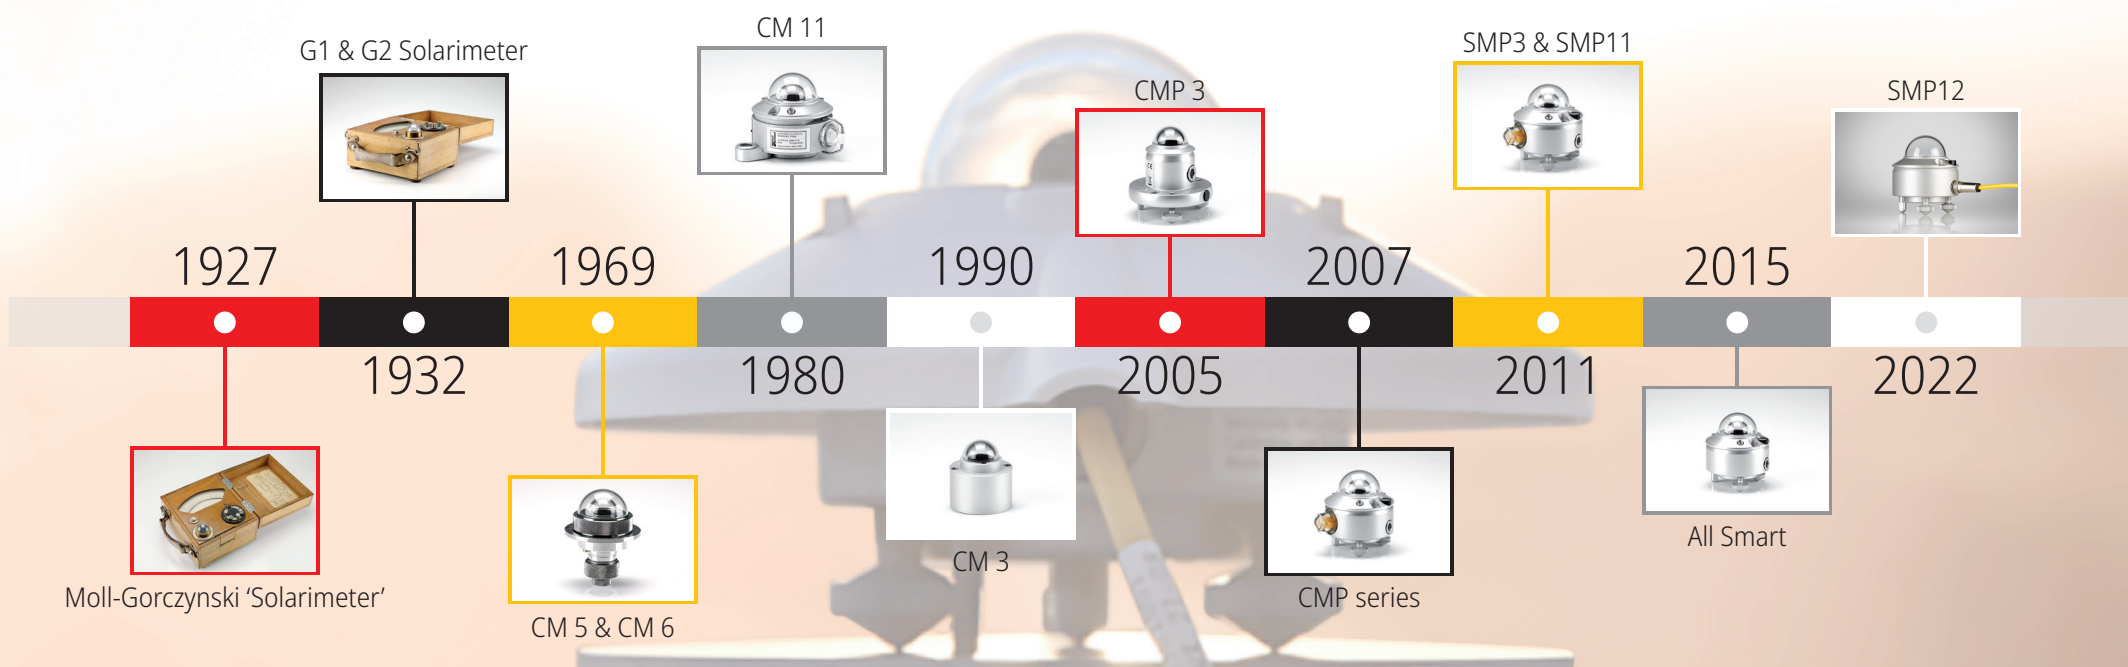 CM 11
G1 & G2 Solarimeter
SMP3 & SMP11
CMP 3
SMP12
1927
1969
1990
2007
2015
1932
1980
2005
2011
2022
All Smart
CM 3
Moll-Gorczynski ‘Solarimeter’
CMP series
CM 5 & CM 6